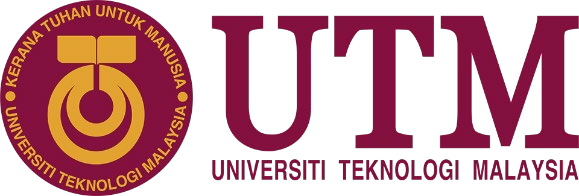 • KERANA TUHAN UNTUK MANUSIA •
UNIVERSITI TEKNOLOGI MALAYSIA
UTM
UNIVERSITI TEKNOLOGI MALAYSIA